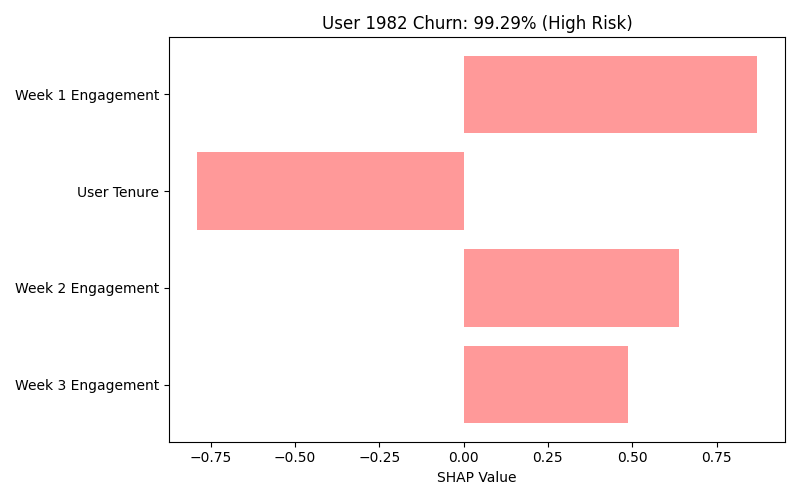 User 1982 Churn: 99.29% (High Risk)
Week 1 Engagement
User Tenure
Week 2 Engagement
Week 3 Engagement
−0.75 −0.50 −0.25 0.00 0.25 0.50 0.75
SHAP Value